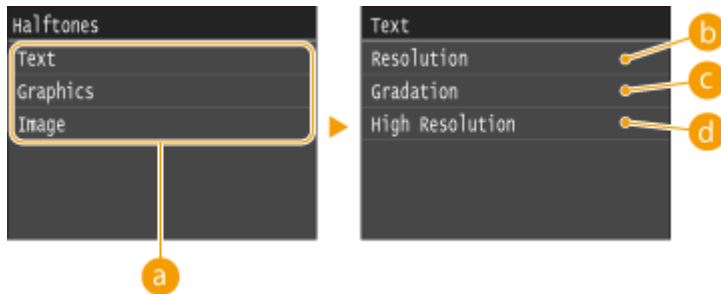 Halftones
Text
Graphics
Image
a
Text
Resolution
Gradation
High Resolution
b
c
d